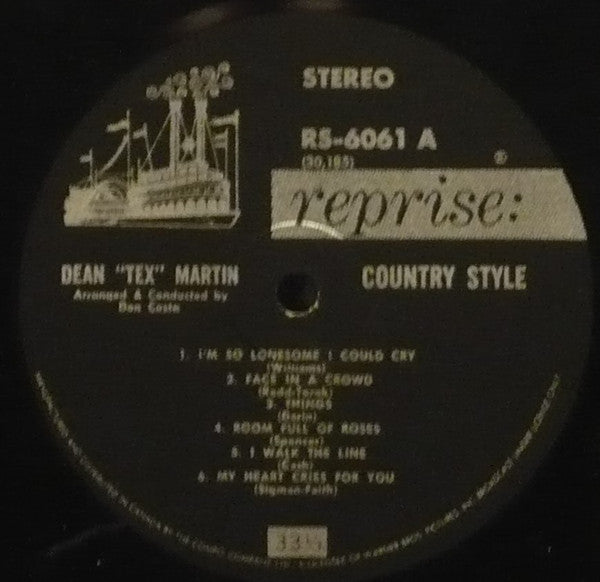 STEREO
RS-6061 A
(30,185)
®
reprise:
DEAN "TEX" MARTIN
COUNTRY STYLE
Arranged & Conducted by
Don Costa
1. I'M SO LONESOME I COULD CRY
(Williams)
2. FACE IN A CROWD
3. THINGS
(Darin)
4. ROOM FULL OF ROSES
(Spencer)
5. I WALK THE LINE
(Cash)
6. MY HEART CRIES FOR YOU
(Sigman-Faith)
33⅓